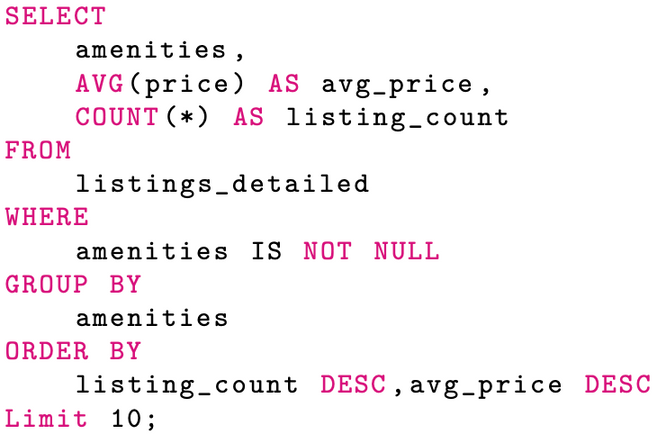 SELECT
amenities,
AVG(price) AS avg_price,
COUNT(*) AS listing_count
FROM
listings_detailed
WHERE
amenities IS NOT NULL
GROUP BY
amenities
ORDER BY
listing_count DESC,avg_price DESC
Limit 10;